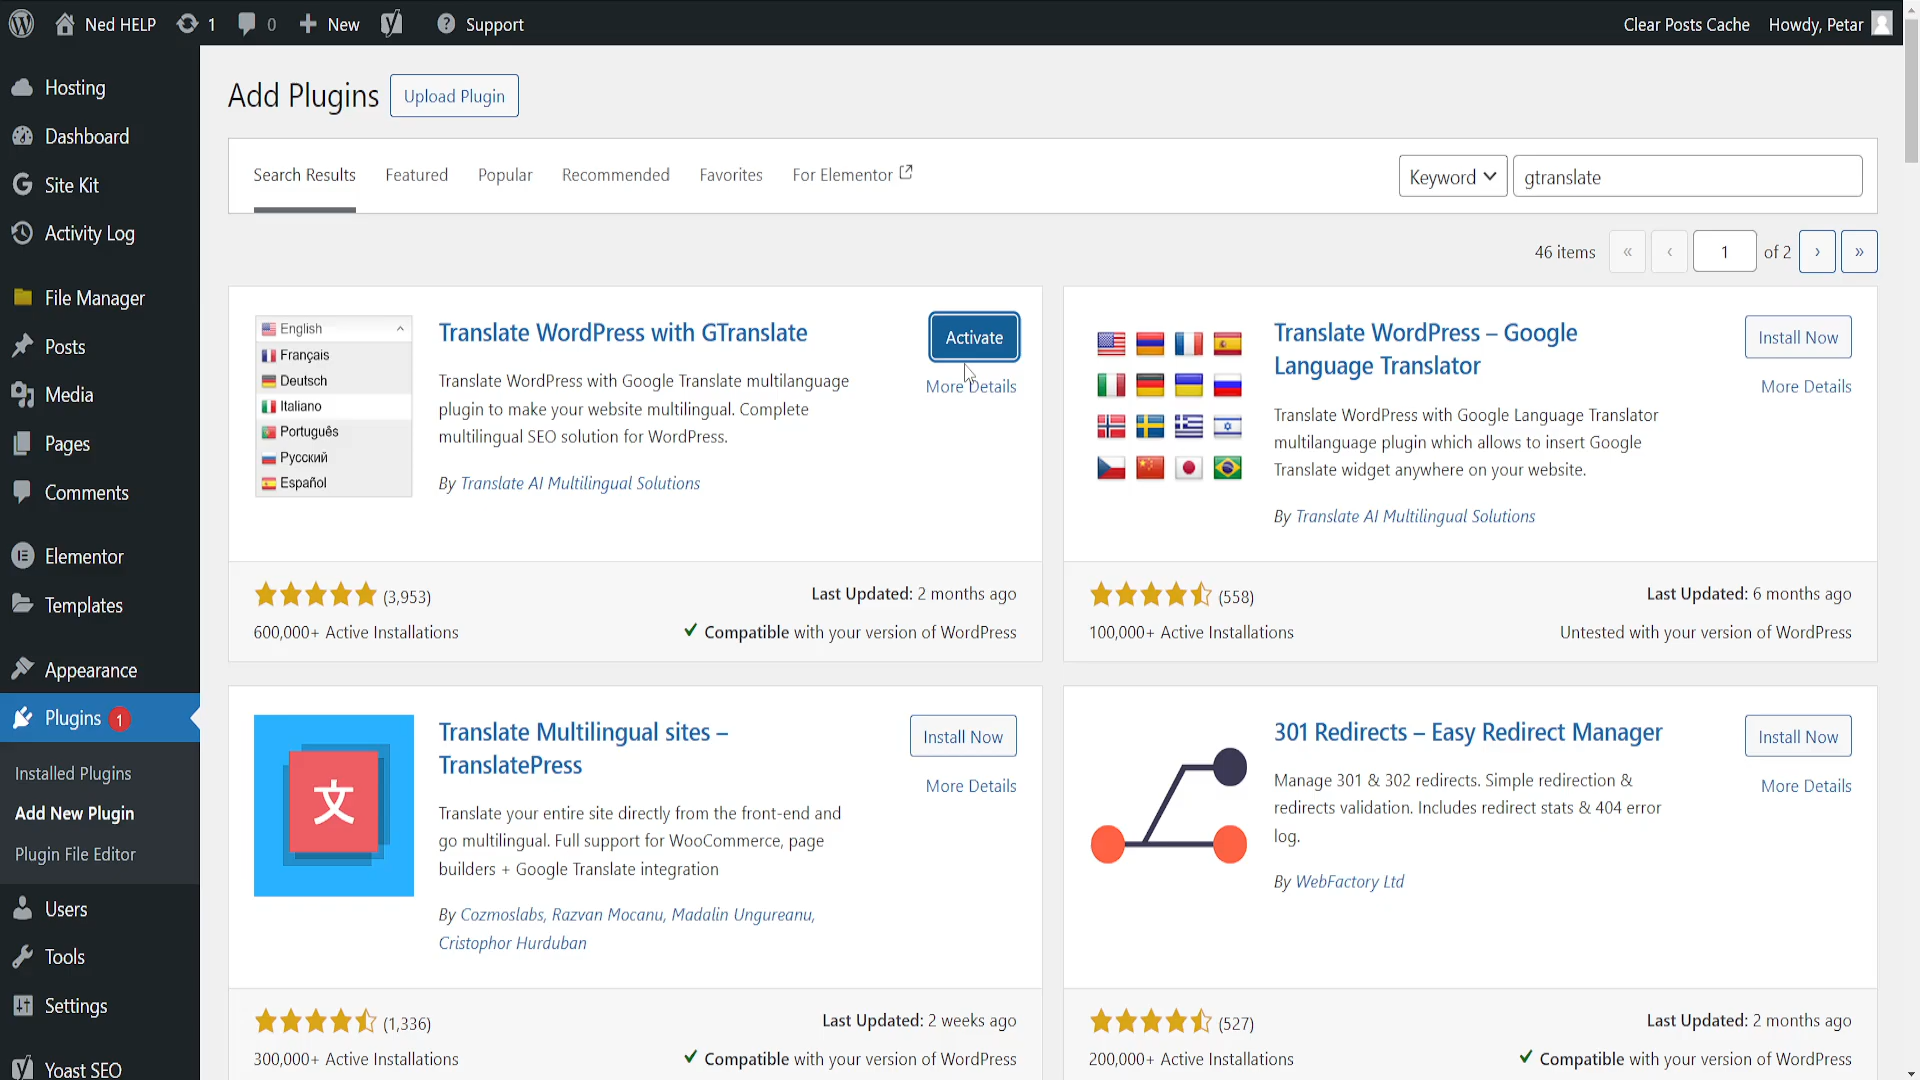 Ned HELP 1 0 New Support Clear Posts Cache Howdy, Petar
Hosting
Dashboard
Site Kit
Activity Log
File Manager
Posts
Media
Pages
Comments
Elementor
Templates
Appearance
Plugins 1
Installed Plugins
Add New Plugin
Plugin File Editor
Users
Tools
Settings
Yoast SEO
Add Plugins Upload Plugin
Search Results Featured Popular Recommended Favorites For Elementor Keyword gtranslate
46 items « ‹ 1 of 2 › »
English
Français
Deutsch
Italiano
Português
Русский
Español
Translate WordPress with GTranslate
Activate
More Details
Translate WordPress with Google Translate multilanguage
plugin to make your website multilingual. Complete
multilingual SEO solution for WordPress.
By Translate AI Multilingual Solutions
(3,953)
Last Updated: 2 months ago
600,000+ Active Installations
Compatible with your version of WordPress
Translate WordPress – Google
Language Translator
Install Now
More Details
Translate WordPress with Google Language Translator
multilanguage plugin which allows to insert Google
Translate widget anywhere on your website.
By Translate AI Multilingual Solutions
(558)
Last Updated: 6 months ago
100,000+ Active Installations
Untested with your version of WordPress
文
Translate Multilingual sites –
TranslatePress
Install Now
More Details
Translate your entire site directly from the front-end and
go multilingual. Full support for WooCommerce, page
builders + Google Translate integration
By Cozmoslabs, Razvan Mocanu, Madalin Ungureanu,
Cristophor Hurduban
(1,336)
Last Updated: 2 weeks ago
300,000+ Active Installations
Compatible with your version of WordPress
301 Redirects – Easy Redirect Manager
Install Now
More Details
Manage 301 & 302 redirects. Simple redirection &
redirects validation. Includes redirect stats & 404 error
log.
By WebFactory Ltd
(527)
Last Updated: 2 months ago
200,000+ Active Installations
Compatible with your version of WordPress